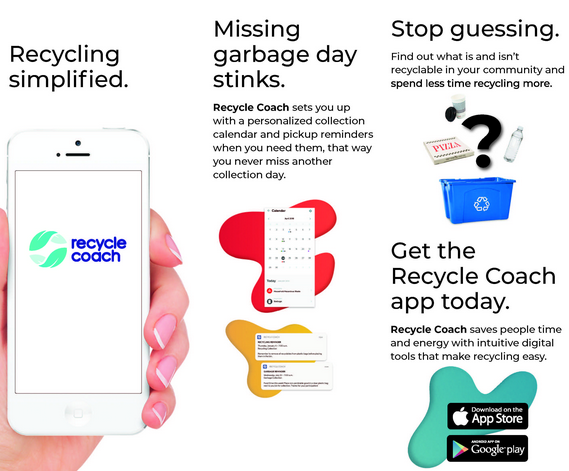 Recycling
simplified.
recycle
coach
Missing
garbage day
stinks.
Recycle Coach sets you up
with a personalized collection
calendar and pickup reminders
when you need them, that way
you never miss another
collection day.
Calendar
Today
Stop guessing.
Find out what is and isn't
recyclable in your community and
spend less time recycling more.
PIZZA
?
Get the
Recycle Coach
app today.
Recycle Coach saves people time
and energy with intuitive digital
tools that make recycling easy.
Download on the
App Store
ANDROID APP ON
Google play